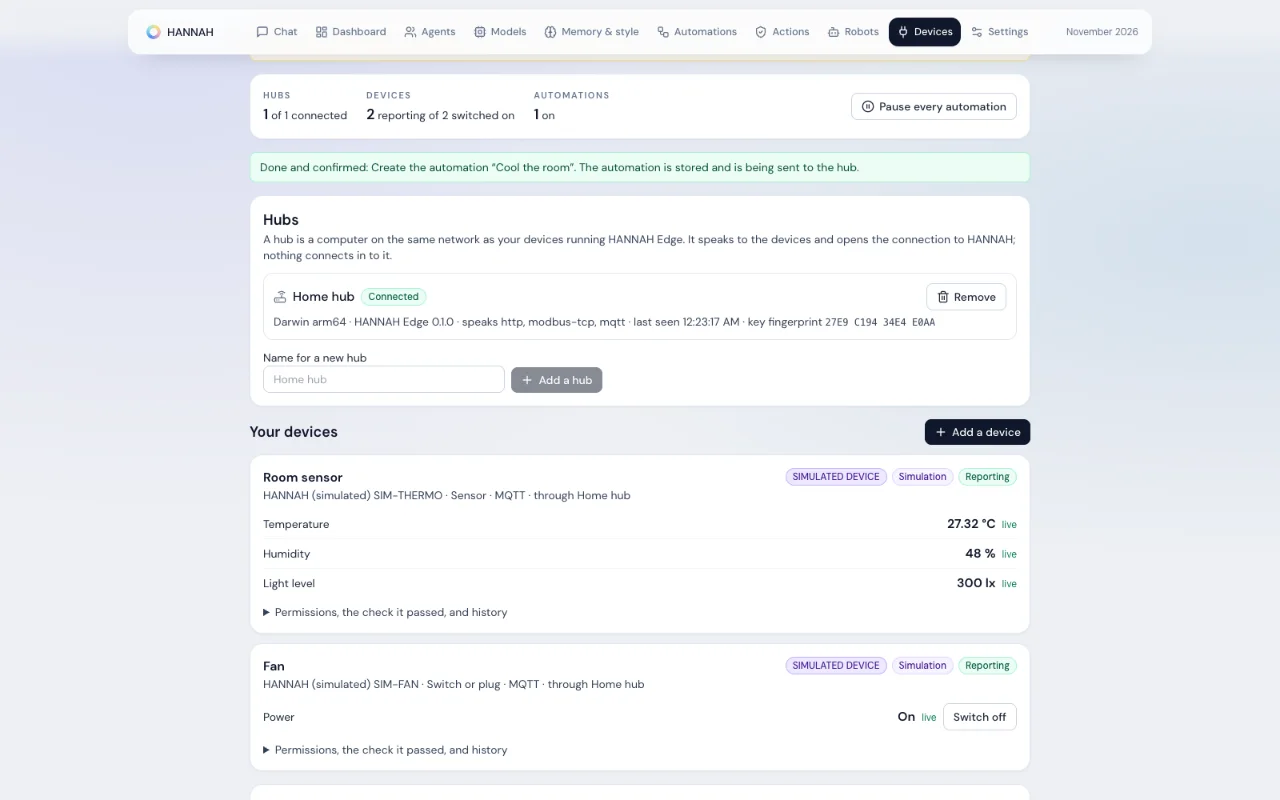 HANNAH
Chat
Dashboard
Agents
Models
Memory & style
Automations
Actions
Robots
Devices
Settings
November 2026
HUBS
1 of 1 connected
DEVICES
2 reporting of 2 switched on
AUTOMATIONS
1 on
Pause every automation
Done and confirmed: Create the automation “Cool the room”. The automation is stored and is being sent to the hub.
Hubs
A hub is a computer on the same network as your devices running HANNAH Edge. It speaks to the devices and opens the connection to HANNAH;
nothing connects in to it.
Home hub
Connected
Remove
Darwin arm64 · HANNAH Edge 0.1.0 · speaks http, modbus-tcp, mqtt · last seen 12:23:17 AM · key fingerprint 27E9 C194 34E4 E0AA
Name for a new hub
Home hub
+ Add a hub
Your devices
+ Add a device
Room sensor
SIMULATED DEVICE
Simulation
Reporting
HANNAH (simulated) SIM-THERMO · Sensor · MQTT · through Home hub
Temperature
27.32 °C live
Humidity
48 % live
Light level
300 lx live
Permissions, the check it passed, and history
Fan
SIMULATED DEVICE
Simulation
Reporting
HANNAH (simulated) SIM-FAN · Switch or plug · MQTT · through Home hub
Power
On live
Switch off
Permissions, the check it passed, and history